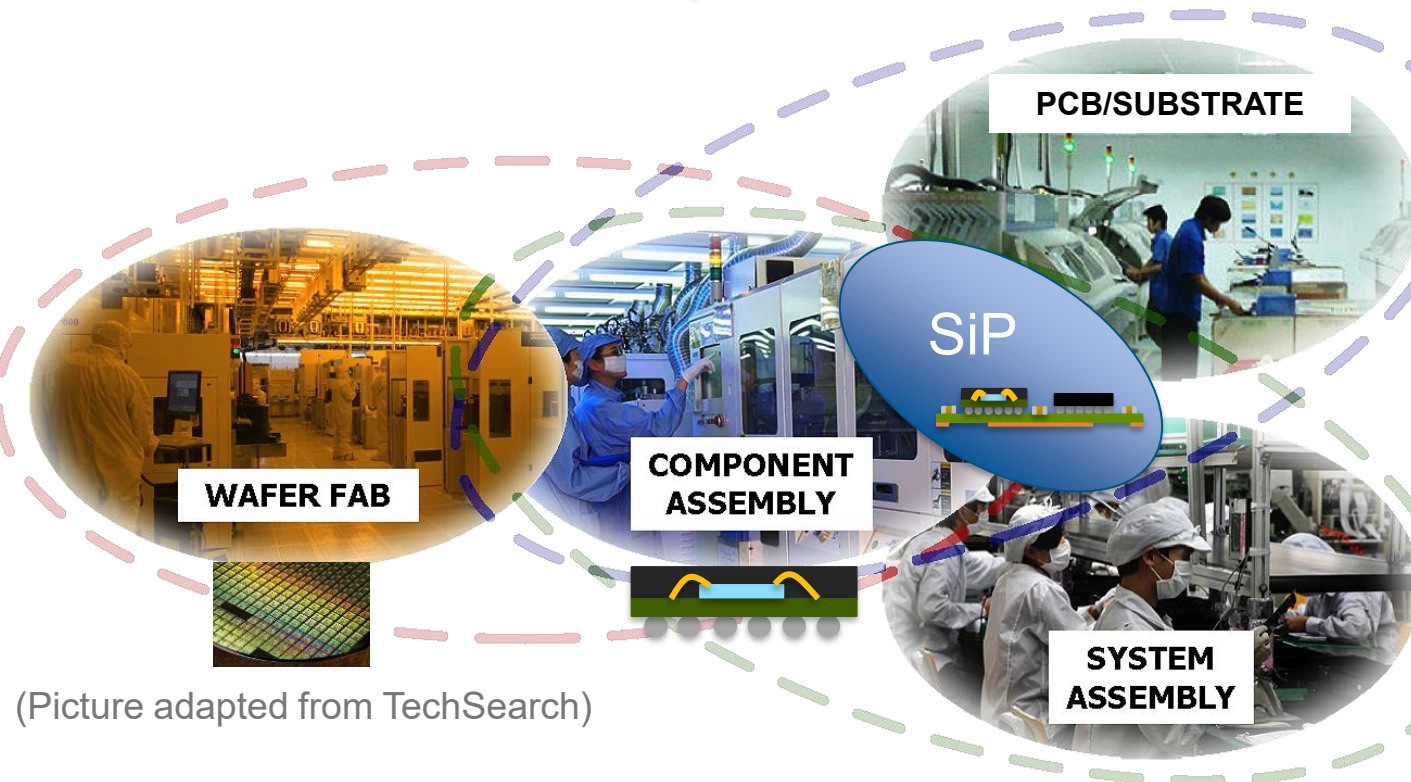 PCB/SUBSTRATE
SiP
COMPONENT
ASSEMBLY
WAFER FAB
SYSTEM
ASSEMBLY
(Picture adapted from TechSearch)